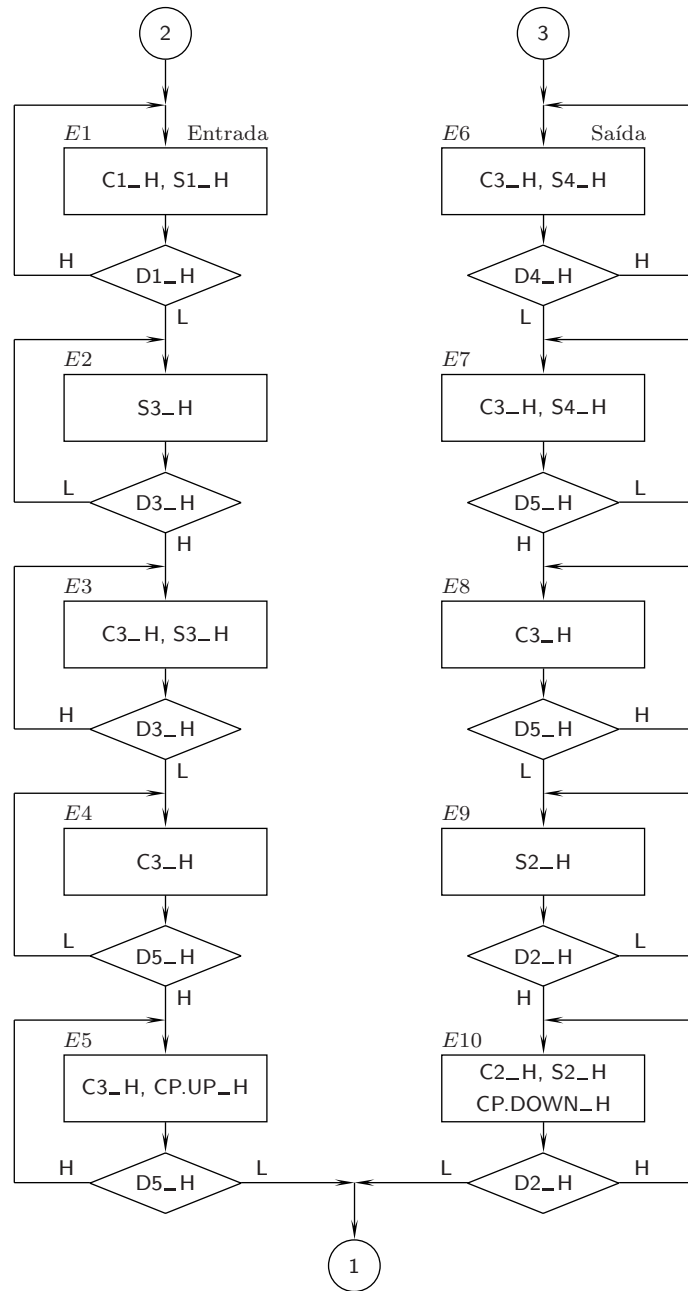 2
E1
Entrada
C1_H, S1_H
H
D1_H
L
E2
S3_H
L
D3_H
H
E3
C3_H, S3_H
H
D3_H
L
E4
C3_H
L
D5_H
H
E5
C3_H, CP.UP_H
H
D5_H
L
3
E6
Saída
C3_H, S4_H
D4_H
H
L
E7
C3_H, S4_H
D5_H
L
H
E8
C3_H
D5_H
H
L
E9
S2_H
D2_H
L
H
E10
C2_H, S2_H
CP.DOWN_H
L
D2_H
H
1